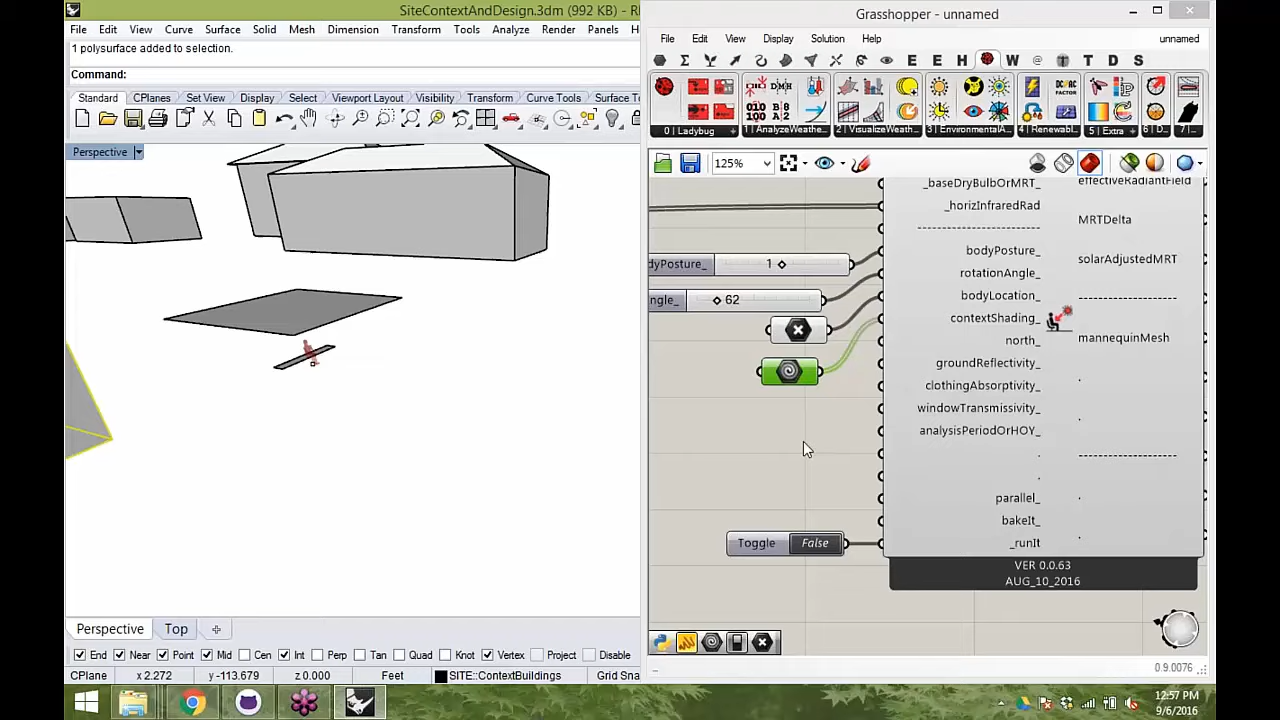 SiteContextAndDesign.3dm (992 KB) - R
File Edit View Curve Surface Solid Mesh Dimension Transform Tools Analyze Render Panels
1 polysurface added to selection.
Command:
Standard CPlanes Set View Display Select Viewport Layout Visibility Transform Curve Tools Surface To
Perspective
Perspective Top
End Near Point Mid Cen Int Perp Tan Quad Knot Vertex Project Disable
CPlane x 2.272 y -113.679 z 0.000 Feet SITE::ContextBuildings Grid Sna
Grasshopper - unnamed
File Edit View Display Solution Help unnamed
E E H W @ T D S
0 | Ladybug 1 | AnalyzeWeathe... 2 | VisualizeWeath... 3 | EnvironmentalA... 4 | Renewabl... 5 | Extra 6 | D... 7 |...
125%
_baseDryBulbOrMRT_
_horizInfraredRad
--------------------
bodyPosture_
rotationAngle_
bodyLocation_
contextShading_
north_
groundReflectivity_
clothingAbsorptivity_
windowTransmissivity_
analysisPeriodOrHOY_
.
.
parallel_
bakeIt_
_runIt
effectiveRadiantField
MRTDelta
solarAdjustedMRT
--------------------
mannequinMesh
.
.
--------------------
.
.
dyPosture_ 1
ngle_ 62
Toggle False
VER 0.0.63
AUG_10_2016
0.9.0076
12:57 PM
9/6/2016